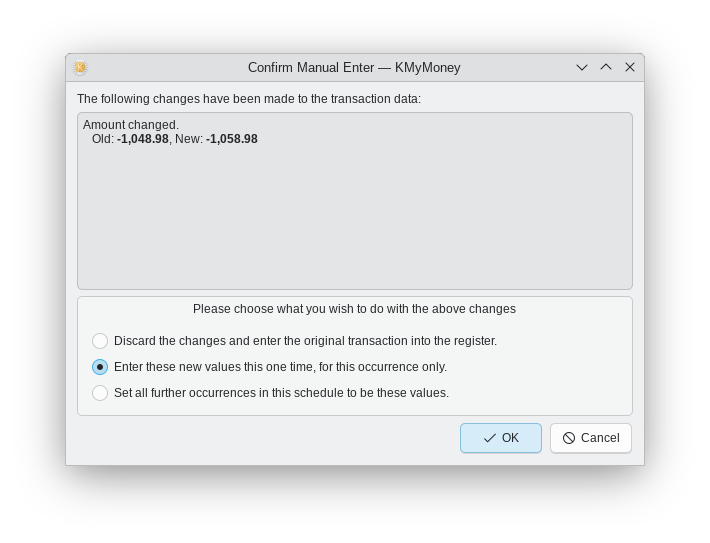 Confirm Manual Enter — KMyMoney
The following changes have been made to the transaction data:
Amount changed.
Old: -1,048.98, New: -1,058.98
Please choose what you wish to do with the above changes
Discard the changes and enter the original transaction into the register.
Enter these new values this one time, for this occurrence only.
Set all further occurrences in this schedule to be these values.
OK
Cancel